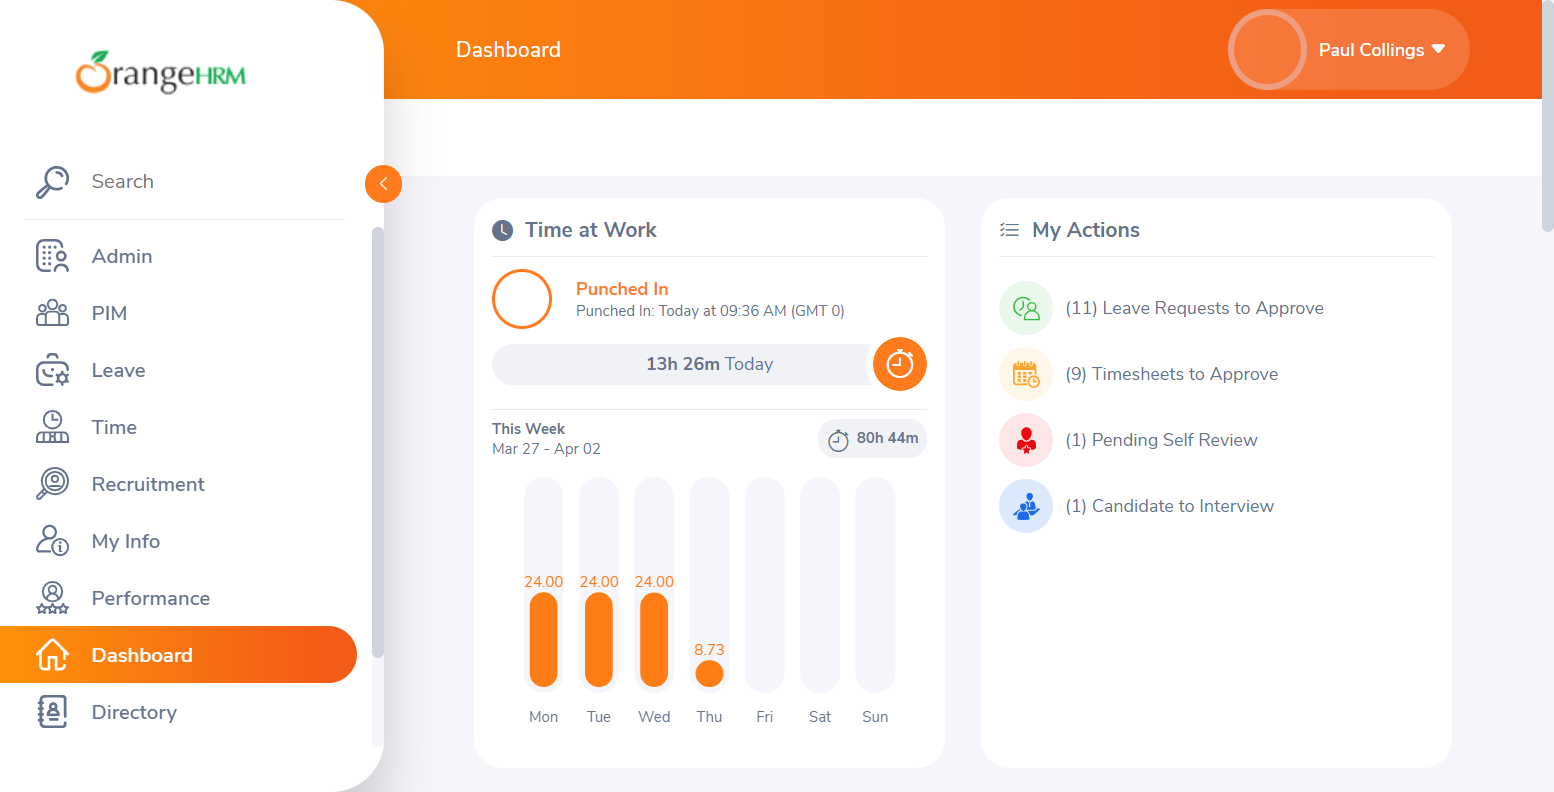 OrangeHRM
Dashboard
Paul Collings
Search
Admin
PIM
Leave
Time
Recruitment
My Info
Performance
Dashboard
Directory
Time at Work
Punched In
Punched In: Today at 09:36 AM (GMT 0)
13h 26m Today
This Week
Mar 27 - Apr 02
80h 44m
24.00 24.00 24.00
8.73
Mon Tue Wed Thu Fri Sat Sun
My Actions
(11) Leave Requests to Approve
(9) Timesheets to Approve
(1) Pending Self Review
(1) Candidate to Interview